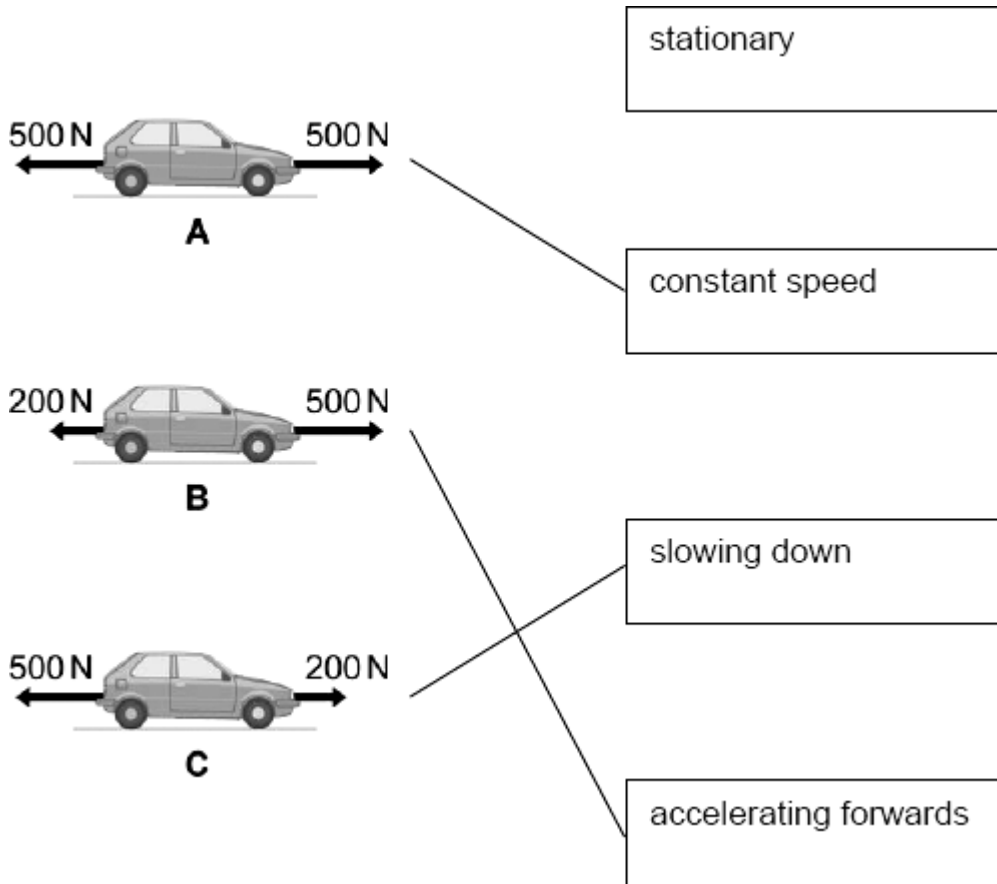 stationary
500 N 500 N
A
constant speed
200 N 500 N
B
slowing down
500 N 200 N
C
accelerating forwards